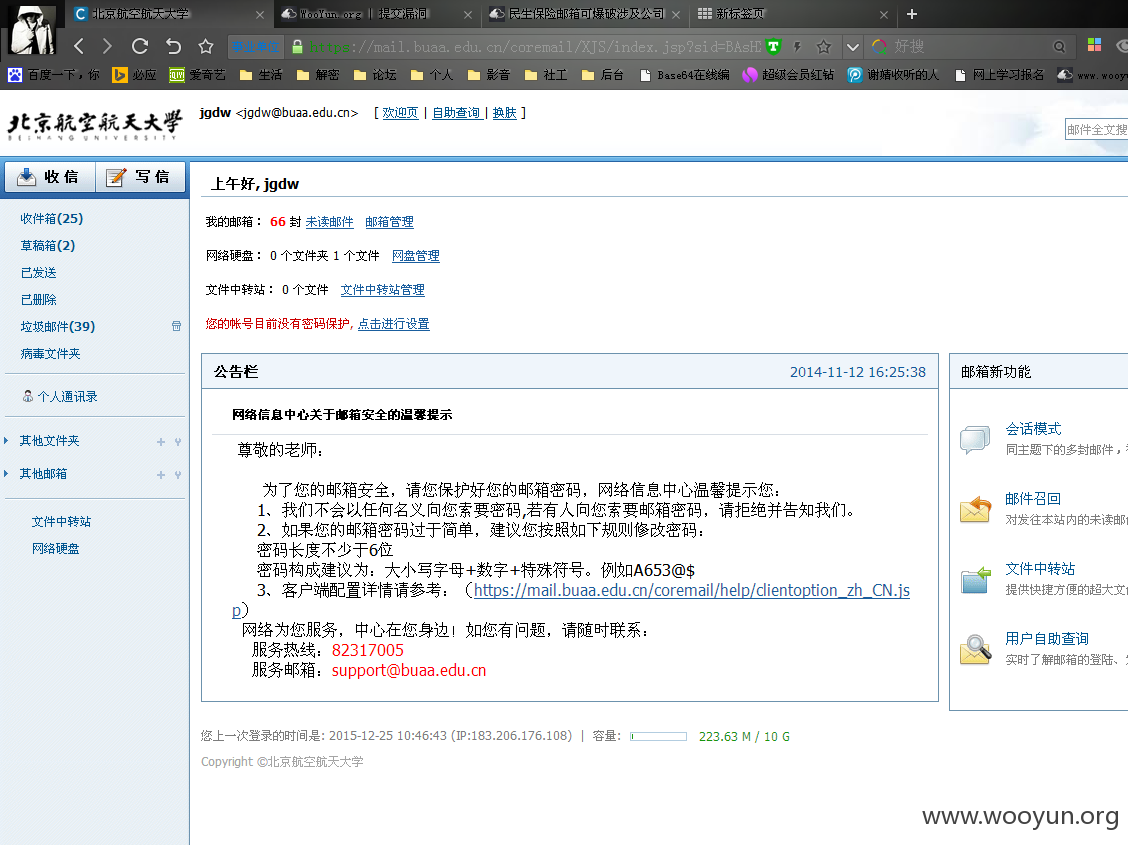 北京航空航天大学
WooYun.org | 提交漏洞
民生保险邮箱可爆破涉及公司
新标签页
://mail.buaa.edu.cn/coremail/XJS/index.jsp?sid=BAsH
好搜
百度一下，你
必应
爱奇艺
生活
解密
论坛
个人
影音
社工
后台
Base64在线编
超级会员红钻
谢婧收听的人
网上学习报名
www.wooyu
北京航空航天大學
BEIHANG UNIVERSITY
jgdw <jgdw@buaa.edu.cn> [ 欢迎页 | 自助查询 | 换肤 ]
邮件全文搜
收 信
写 信
上午好, jgdw
收件箱(25)
草稿箱(2)
已发送
已删除
垃圾邮件(39)
病毒文件夹
个人通讯录
其他文件夹
其他邮箱
文件中转站
网络硬盘
我的邮箱： 66 封 未读邮件 邮箱管理
网络硬盘： 0 个文件夹 1 个文件 网盘管理
文件中转站： 0 个文件 文件中转站管理
您的帐号目前没有密码保护, 点击进行设置
公告栏 2014-11-12 16:25:38
网络信息中心关于邮箱安全的温馨提示
尊敬的老师：
为了您的邮箱安全，请您保护好您的邮箱密码，网络信息中心温馨提示您：
1、我们不会以任何名义向您索要密码,若有人向您索要邮箱密码，请拒绝并告知我们。
2、如果您的邮箱密码过于简单，建议您按照如下规则修改密码：
密码长度不少于6位
密码构成建议为：大小写字母+数字+特殊符号。例如A653@$
3、客户端配置详情请参考：（https://mail.buaa.edu.cn/coremail/help/clientoption_zh_CN.js
p）
网络为您服务，中心在您身边！如您有问题，请随时联系：
服务热线：82317005
服务邮箱：support@buaa.edu.cn
邮箱新功能
会话模式
同主题下的多封邮件，
邮件召回
对发往本站内的未读邮
文件中转站
提供快捷方便的超大文
用户自助查询
实时了解邮箱的登陆、
您上一次登录的时间是: 2015-12-25 10:46:43 (IP:183.206.176.108) | 容量: 223.63 M / 10 G
Copyright ©北京航空航天大学
www.wooyun.org